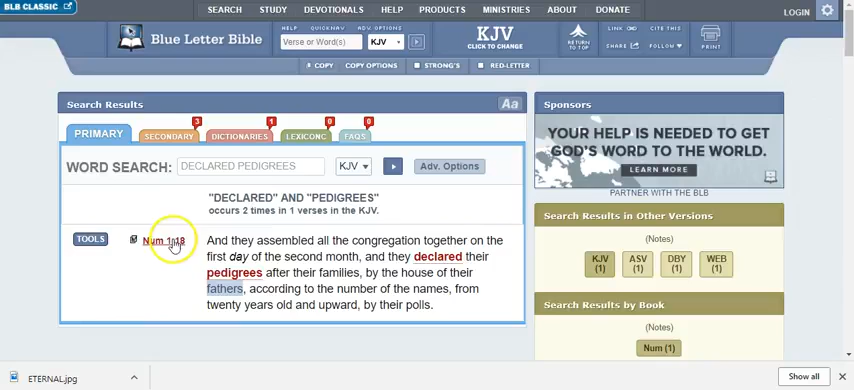 BLB CLASSIC
SEARCH STUDY DEVOTIONALS HELP PRODUCTS MINISTRIES ABOUT DONATE
LOGIN
Blue Letter Bible
HELP QUICKNAV ADV. OPTIONS
Verse or Word(s) KJV
KJV
CLICK TO CHANGE
RETURN TO TOP
LINK CITE THIS
SHARE FOLLOW
PRINT
COPY COPY OPTIONS STRONG'S RED-LETTER
Search Results Aa
3 1 0 0
PRIMARY SECONDARY DICTIONARIES LEXICONC FAQS
WORD SEARCH: DECLARED PEDIGREES KJV Adv. Options
"DECLARED" AND "PEDIGREES"
occurs 2 times in 1 verses in the KJV.
TOOLS Num 1:18 And they assembled all the congregation together on the
first day of the second month, and they declared their
pedigrees after their families, by the house of their
fathers, according to the number of the names, from
twenty years old and upward, by their polls.
Sponsors
YOUR HELP IS NEEDED TO GET
GOD'S WORD TO THE WORLD.
LEARN MORE
PARTNER WITH THE BLB
Search Results in Other Versions
(Notes)
KJV (1) ASV (1) DBY (1) WEB (1)
Search Results by Book
(Notes)
Num (1)
ETERNAL.jpg
Show all